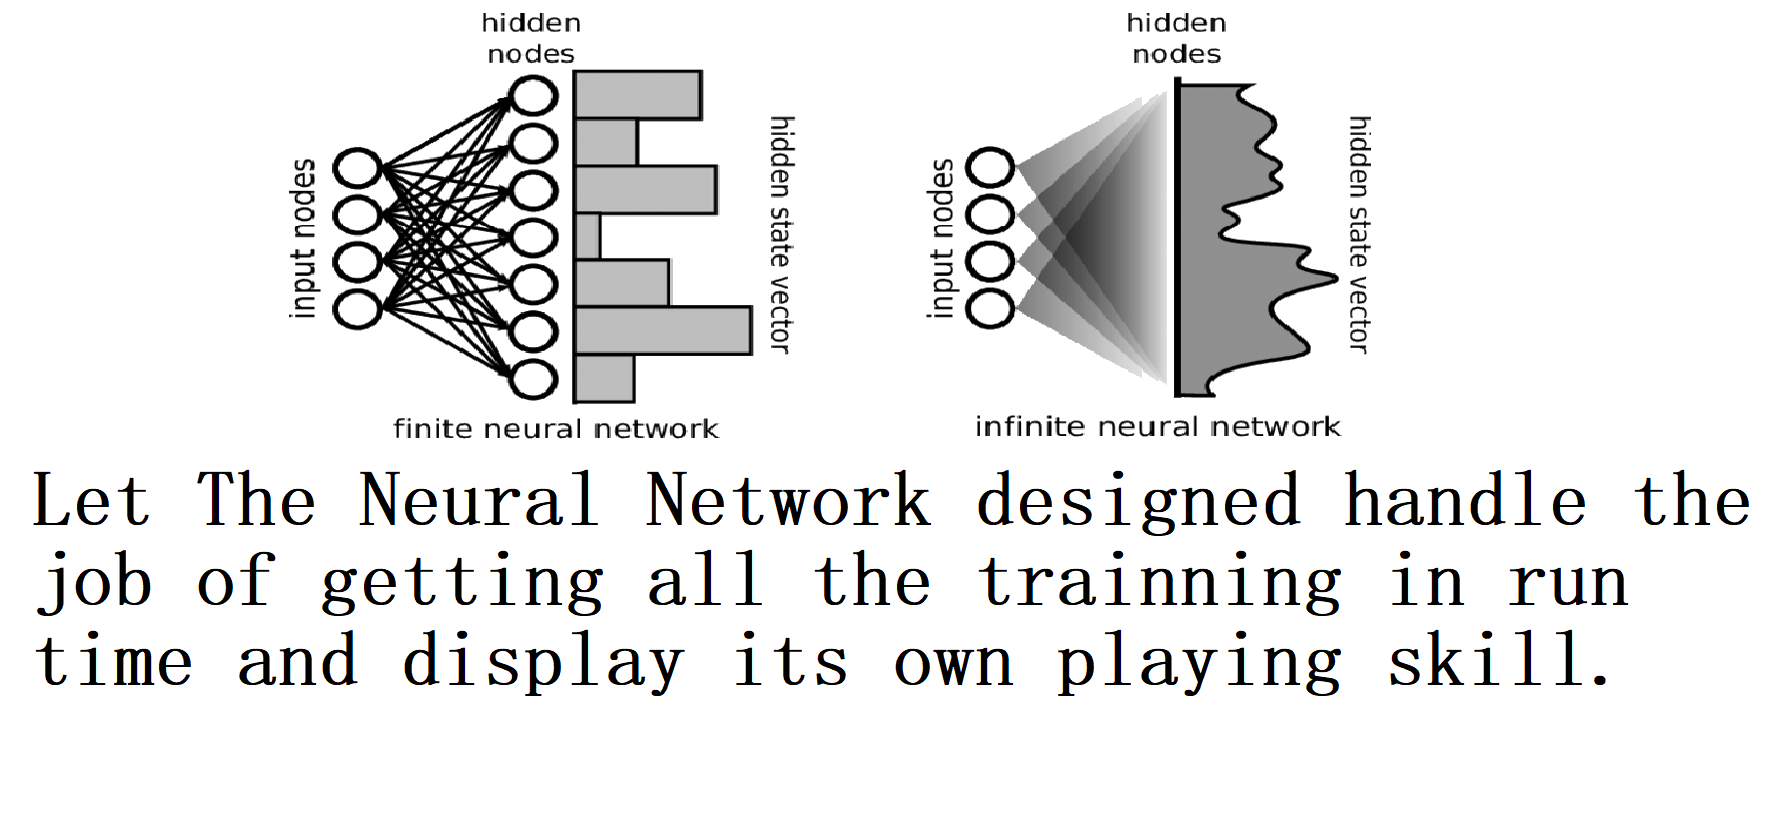 hidden
nodes
input nodes
hidden state vector
finite neural network
hidden
nodes
input nodes
hidden state vector
infinite neural network
Let The Neural Network designed handle the
job of getting all the trainning in run
time and display its own playing skill.